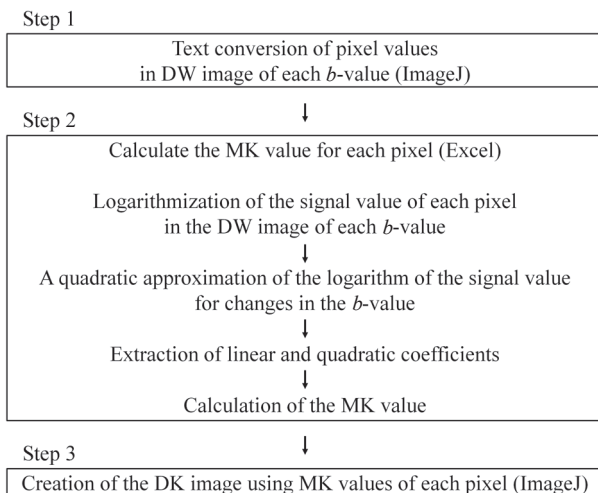 Step 1
Text conversion of pixel values
in DW image of each b-value (ImageJ)
Step 2
Calculate the MK value for each pixel (Excel)
Logarithmization of the signal value of each pixel
in the DW image of each b-value
A quadratic approximation of the logarithm of the signal value
for changes in the b-value
Extraction of linear and quadratic coefficients
Calculation of the MK value
Step 3
Creation of the DK image using MK values of each pixel (ImageJ)